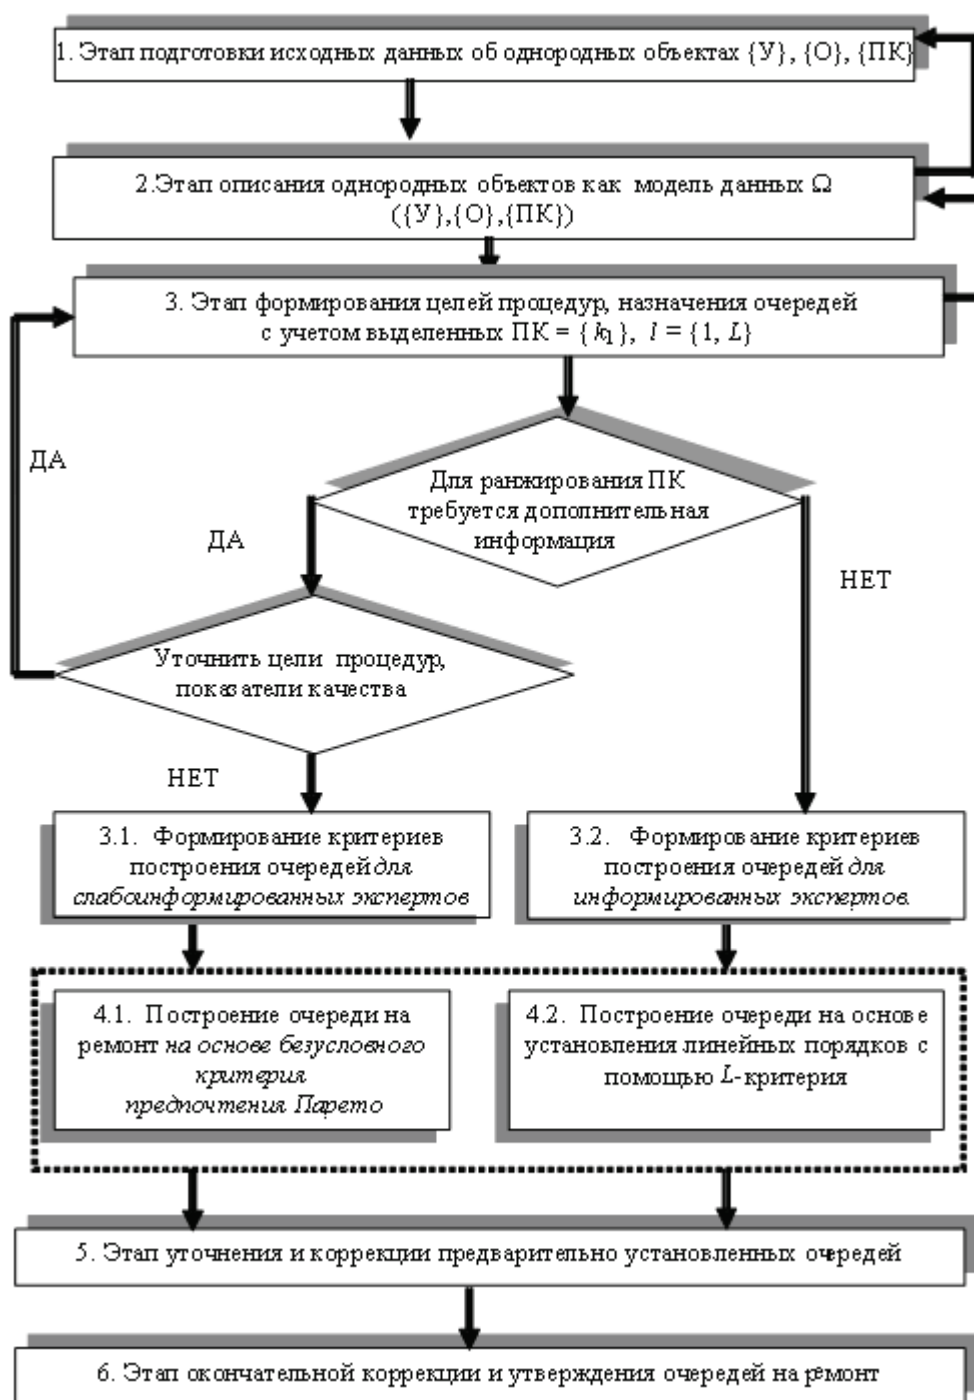 1. Этап подготовки исходных данных об однородных объектах {У}, {О}, {ПК}
2.Этап описания однородных объектов как модель данных Ω
({У},{О},{ПК})
3. Этап формирования целей процедур, назначения очередей
с учетом выделенных ПК = {k₁}, l = {1, L}
ДА
Для ранжирования ПК
требуется дополнительная
информация
ДА
НЕТ
Уточнить цели процедур,
показатели качества
НЕТ
3.1. Формирование критериев
построения очередей для
слабоинформированных экспертов
3.2. Формирование критериев
построения очередей для
информированных экспертов.
4.1. Построение очереди на
ремонт на основе безусловного
критерия
предпочтения Парето
4.2. Построение очереди на основе
установления линейных порядков с
помощью L-критерия
5. Этап уточнения и коррекции предварительно установленных очередей
6. Этап окончательной коррекции и утверждения очередей на ремонт